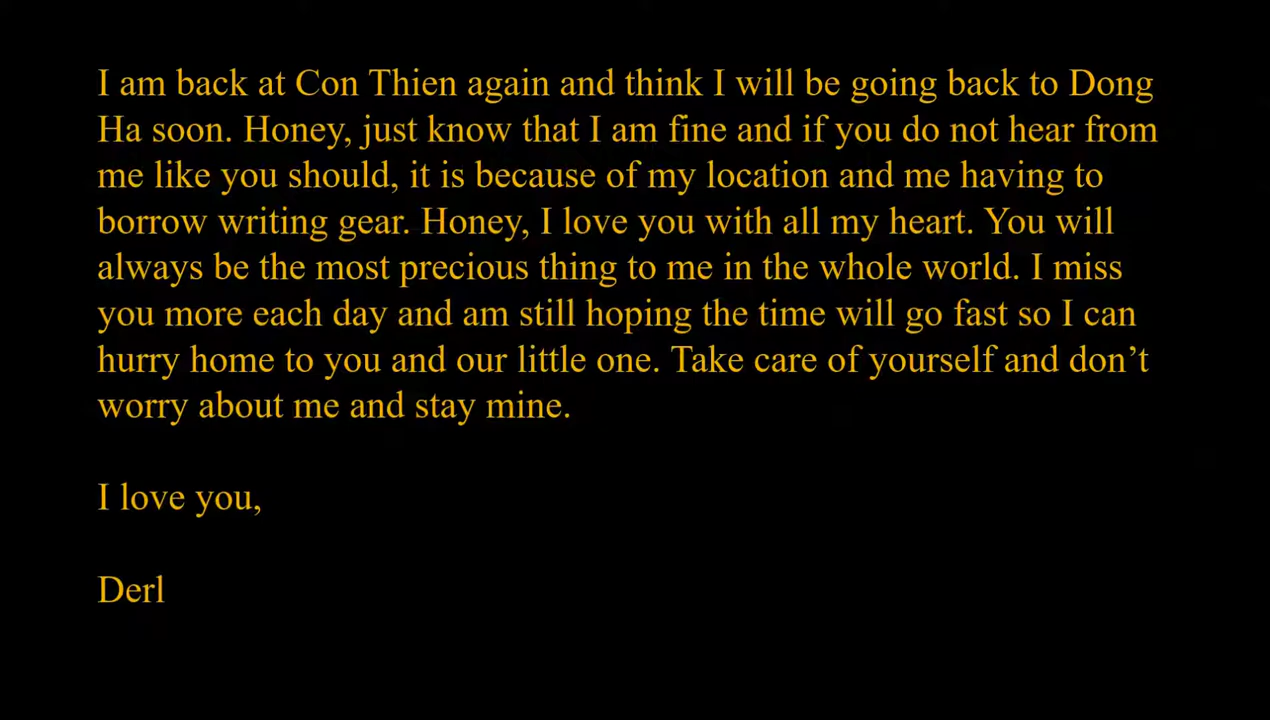 I am back at Con Thien again and think I will be going back to Dong
Ha soon. Honey, just know that I am fine and if you do not hear from
me like you should, it is because of my location and me having to
borrow writing gear. Honey, I love you with all my heart. You will
always be the most precious thing to me in the whole world. I miss
you more each day and am still hoping the time will go fast so I can
hurry home to you and our little one. Take care of yourself and don’t
worry about me and stay mine.
I love you,
Derl